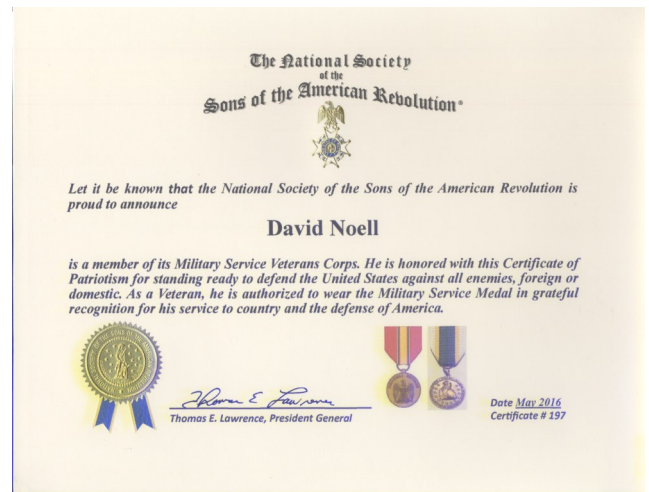 The National Society
of the
Sons of the American Revolution®
Let it be known that the National Society of the Sons of the American Revolution is
proud to announce
David Noell
is a member of its Military Service Veterans Corps. He is honored with this Certificate of
Patriotism for standing ready to defend the United States against all enemies, foreign or
domestic. As a Veteran, he is authorized to wear the Military Service Medal in grateful
recognition for his service to country and the defense of America.
Thomas E Lawrence
Thomas E. Lawrence, President General
Date May 2016
Certificate # 197